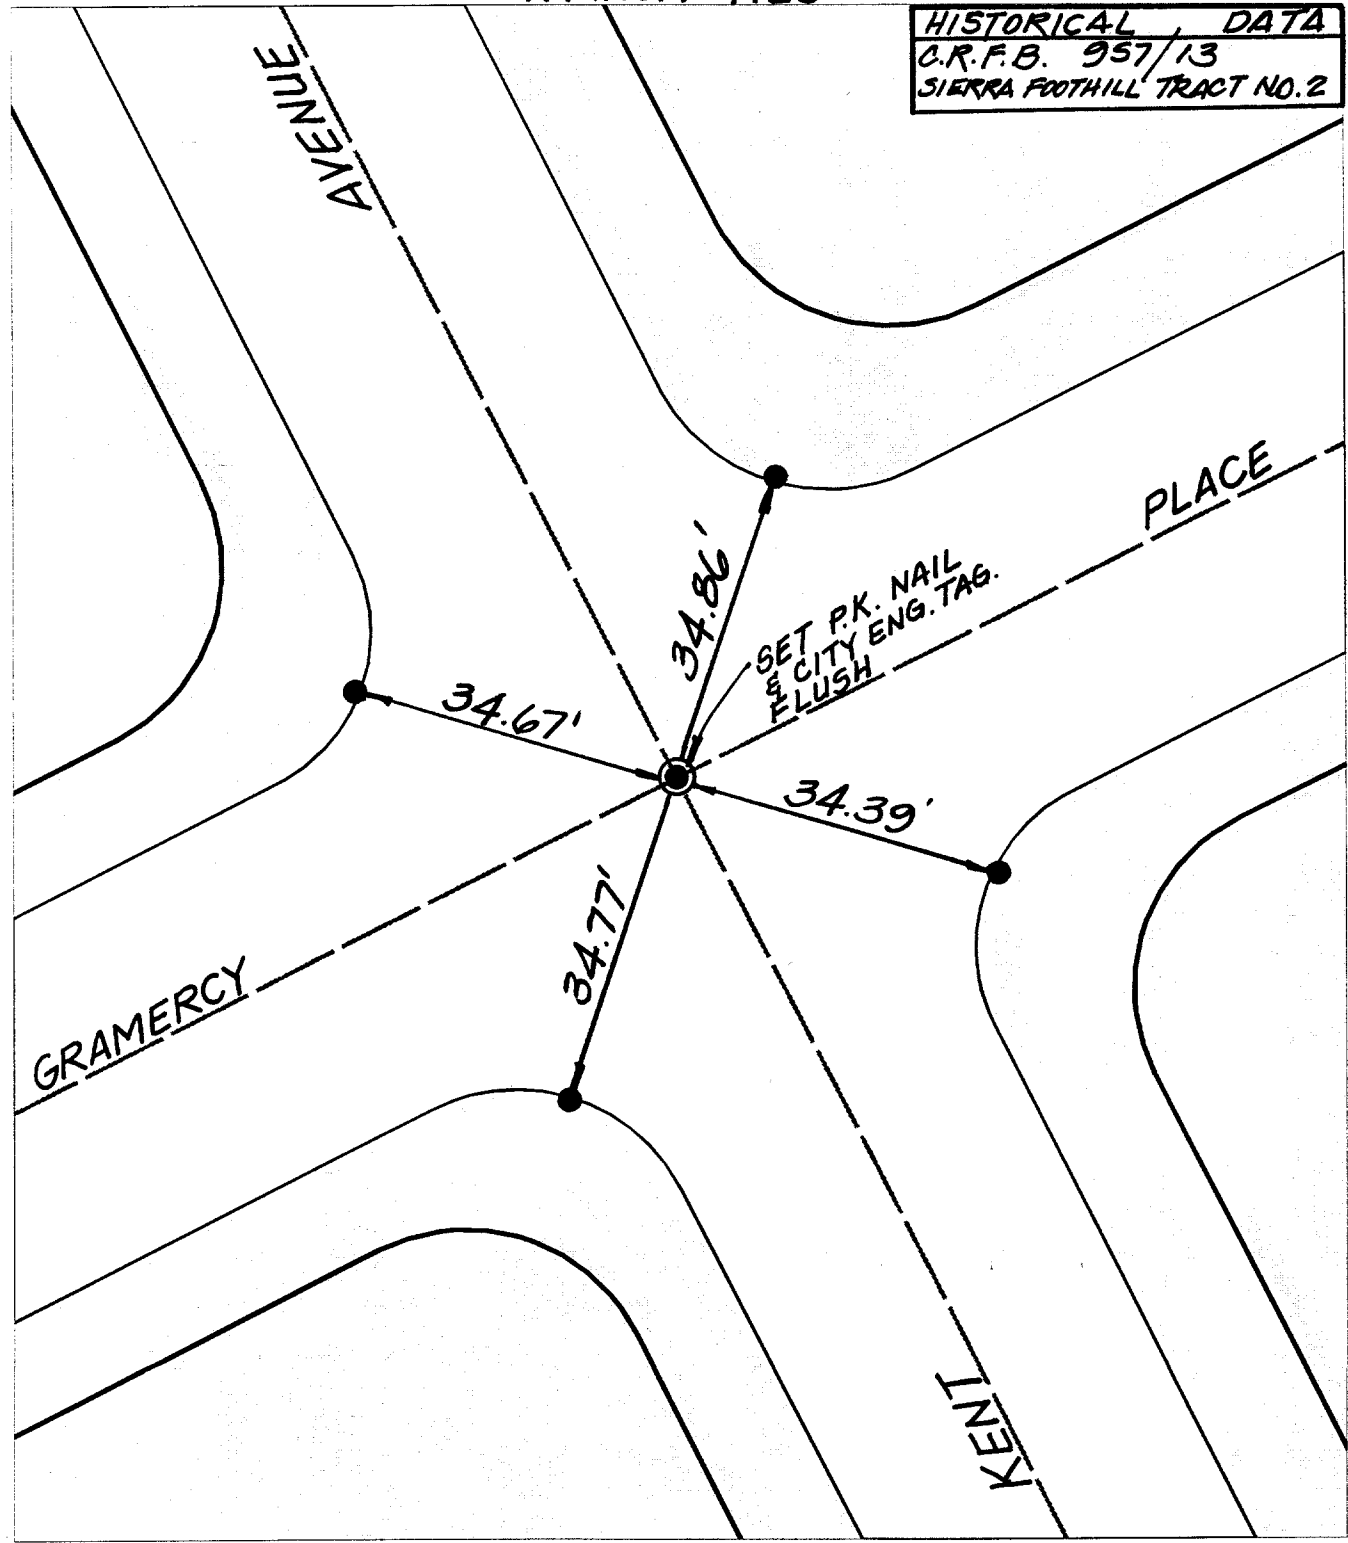 HISTORICAL DATA
C.R.F.B. 957/13
SIERRA FOOTHILL TRACT NO. 2
AVENUE
PLACE
34.86'
SET P.K. NAIL
& CITY ENG. TAG.
FLUSH
34.67'
34.39'
34.77'
GRAMERCY
KENT